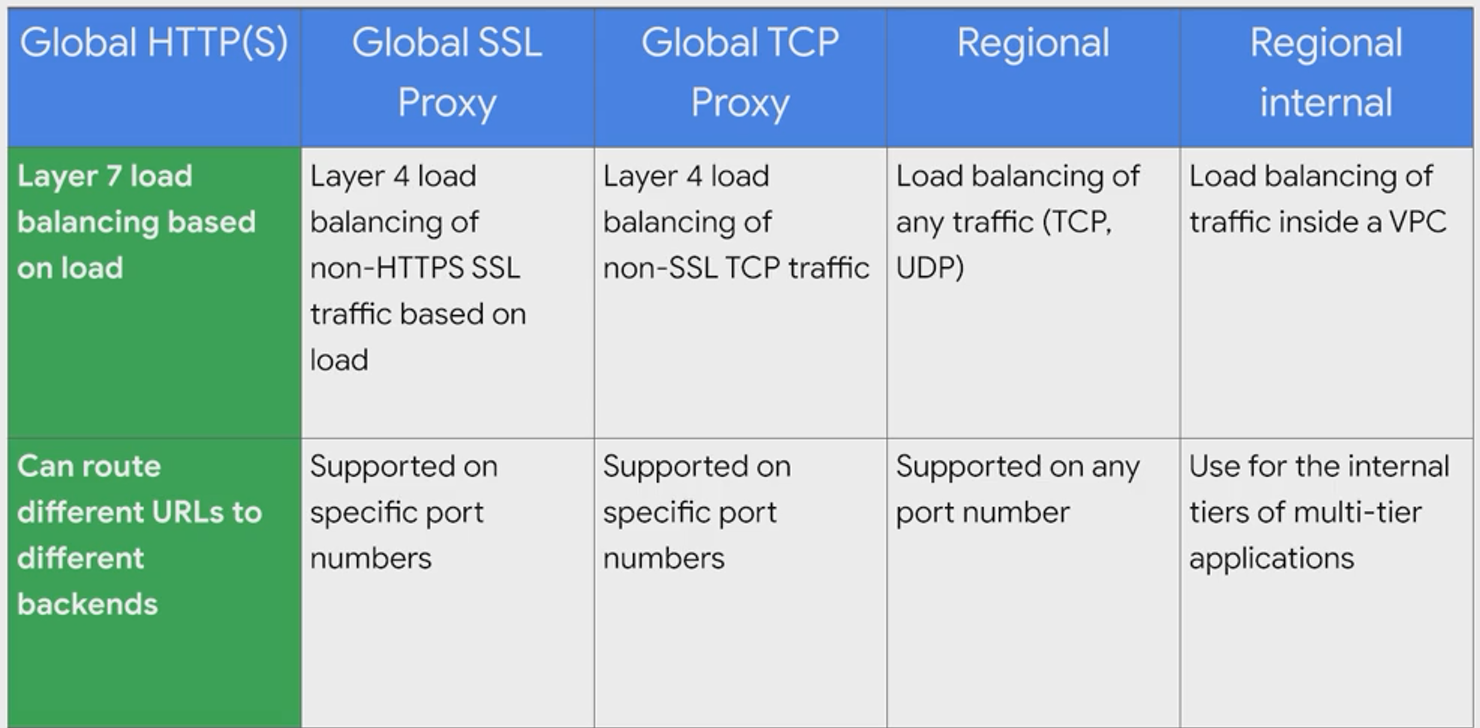 Global HTTP(S)
Global SSL
Proxy
Global TCP
Proxy
Regional
Regional
internal
Layer 7 load
balancing based
on load
Layer 4 load
balancing of
non-HTTPS SSL
traffic based on
load
Layer 4 load
balancing of
non-SSL TCP traffic
Load balancing of
any traffic (TCP,
UDP)
Load balancing of
traffic inside a VPC
Can route
different URLs to
different
backends
Supported on
specific port
numbers
Supported on
specific port
numbers
Supported on any
port number
Use for the internal
tiers of multi-tier
applications